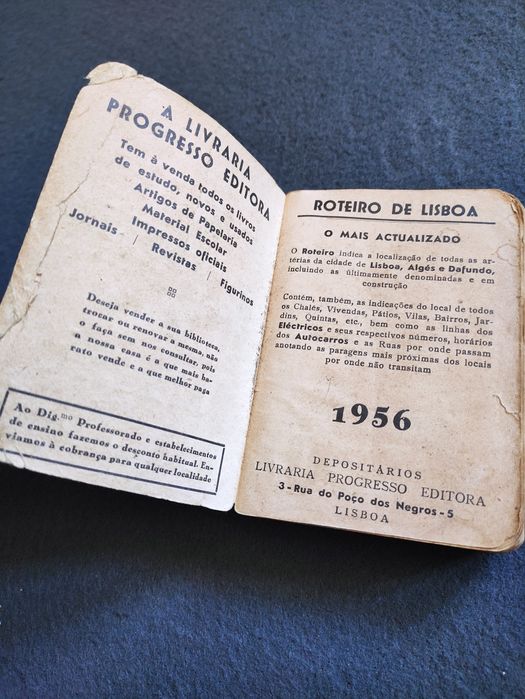 A LIVRARIA
PROGRESSO EDITORA
Tem à venda todos os livros
de estudo, novos e usados
Artigos de Papelaria
Material Escolar
Impressos oficiais
Jornais | Revistas | Figurinos
Deseja vender a sua biblioteca,
trocar ou renovar a mesma, não
o faça sem nos consultar, pois
a nossa casa é a que mais ba-
rato vende e a que melhor paga
Ao Dig.mo Professorado e estabelecimentos
de ensino fazemos o desconto habitual. En-
viamos à cobrança para qualquer localidade
ROTEIRO DE LISBOA
O MAIS ACTUALIZADO
O Roteiro indica a localização de todas as ar-
térias da cidade de Lisboa, Algés e Dafundo,
incluindo as últimamente denominadas e em
construção
Contém, também, as indicações do local de todos
os Chalés, Vivendas, Pátios, Vilas, Bairros, Jar-
dins, Quintas, etc., bem como as linhas dos
Eléctricos e seus respectivos números, horários
dos Autocarros e as Ruas por onde passam
anotando as paragens mais próximas dos locais
por onde não transitam
1956
DEPOSITÁRIOS
LIVRARIA PROGRESSO EDITORA
3-Rua do Poço dos Negros-5
LISBOA